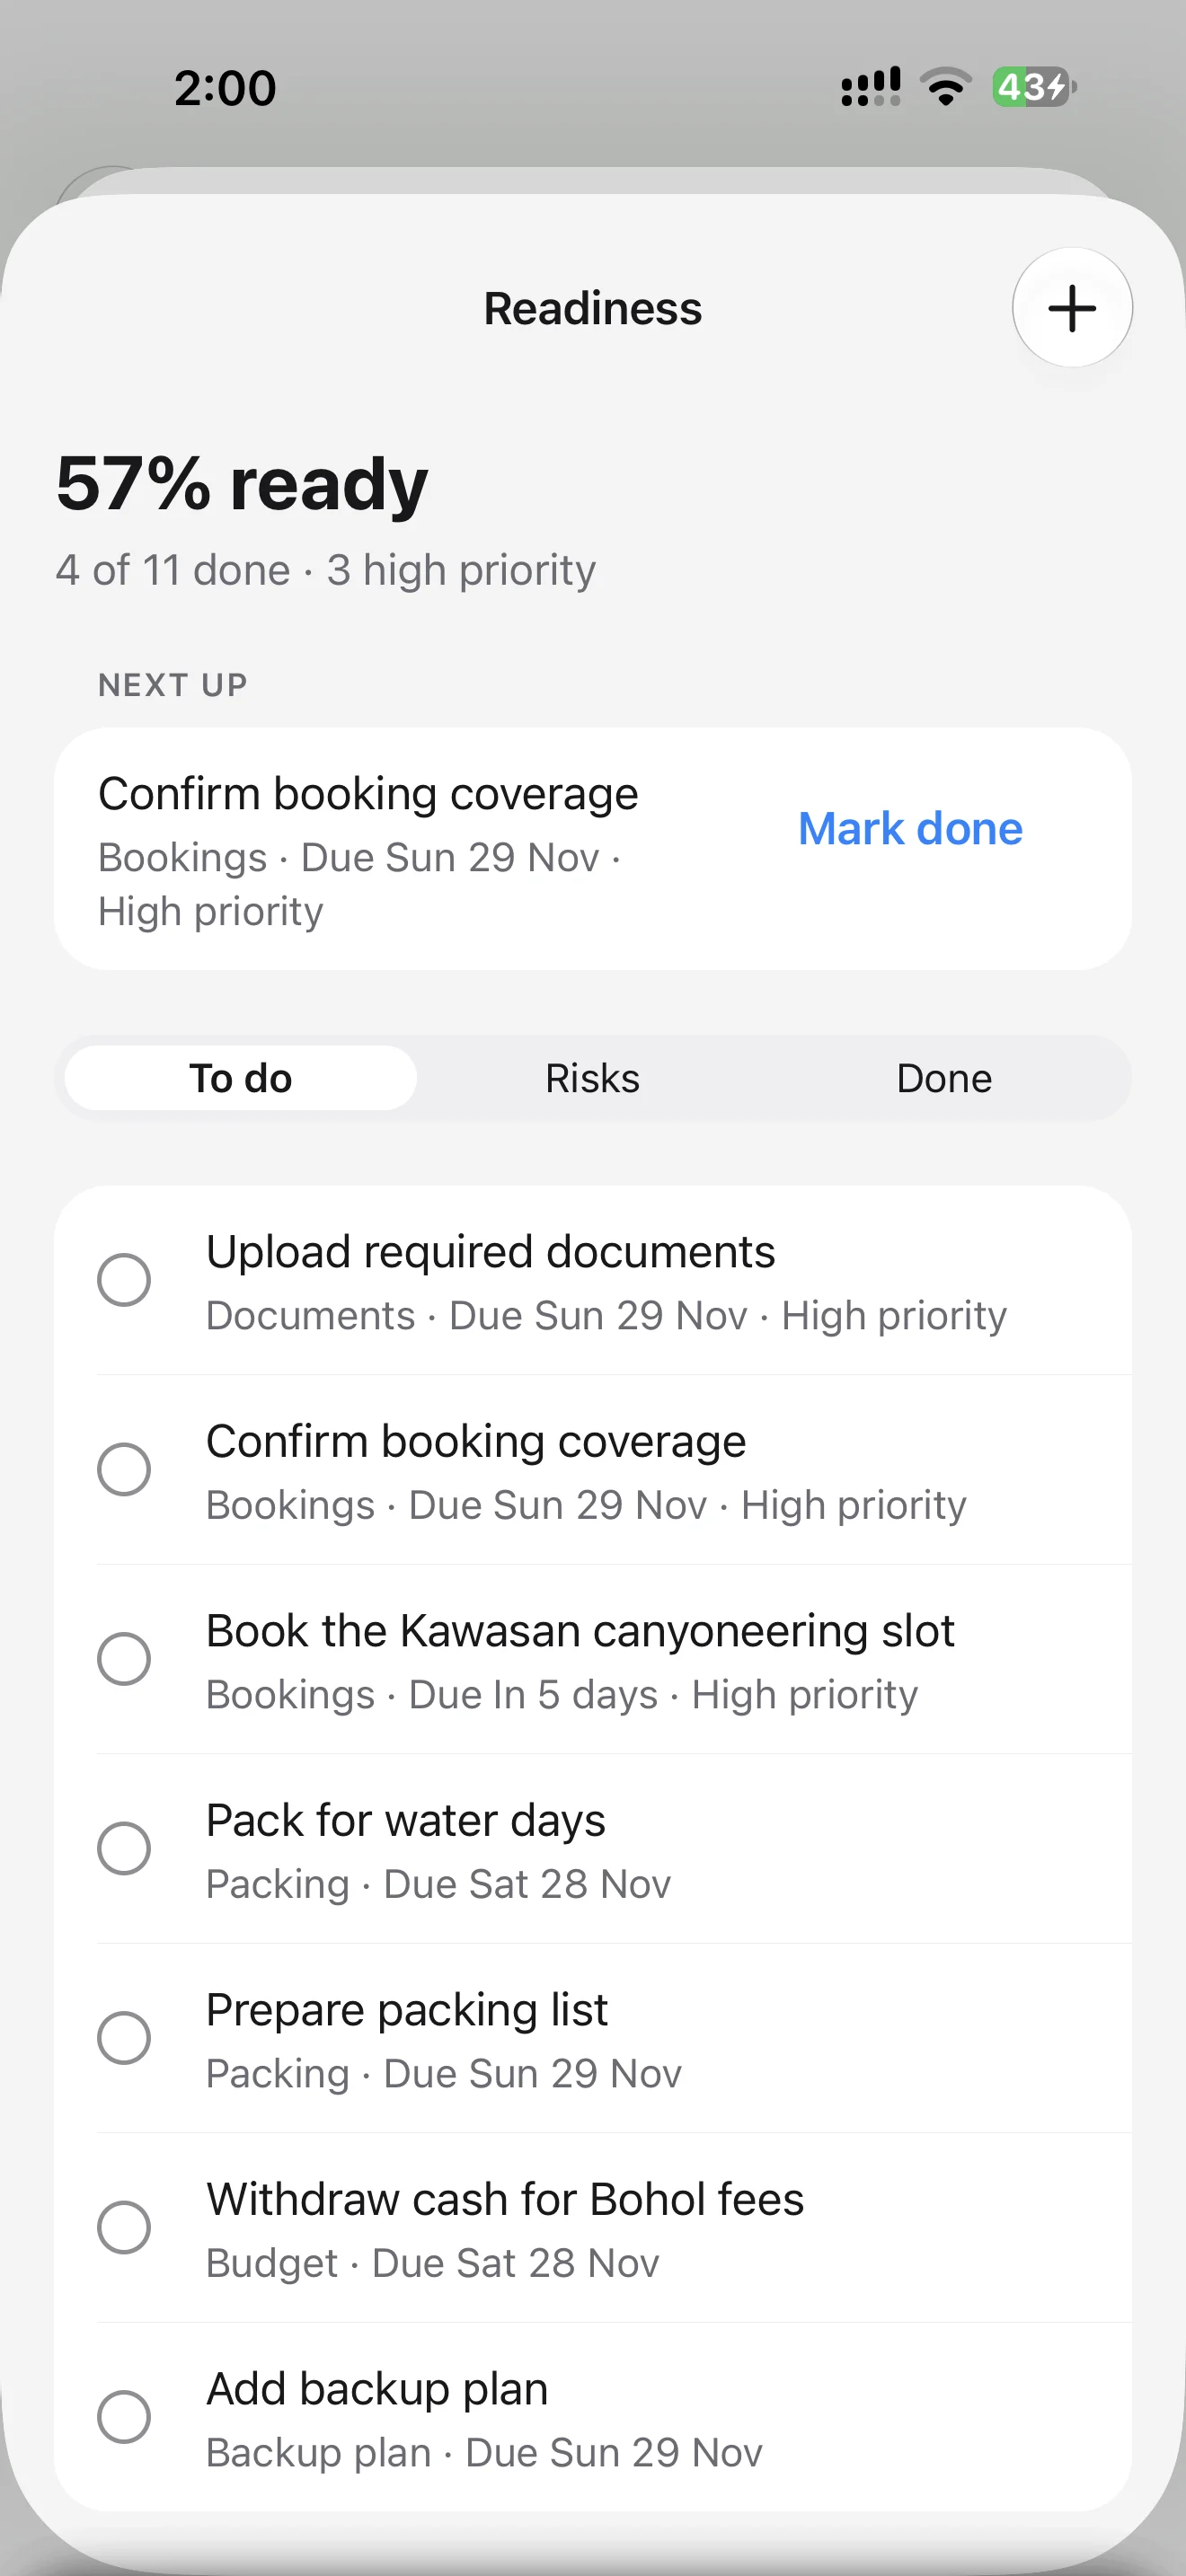 2:00
43
Readiness
57% ready
4 of 11 done · 3 high priority
NEXT UP
Confirm booking coverage
Bookings · Due Sun 29 Nov ·
High priority
Mark done
To do
Risks
Done
Upload required documents
Documents · Due Sun 29 Nov · High priority
Confirm booking coverage
Bookings · Due Sun 29 Nov · High priority
Book the Kawasan canyoneering slot
Bookings · Due In 5 days · High priority
Pack for water days
Packing · Due Sat 28 Nov
Prepare packing list
Packing · Due Sun 29 Nov
Withdraw cash for Bohol fees
Budget · Due Sat 28 Nov
Add backup plan
Backup plan · Due Sun 29 Nov